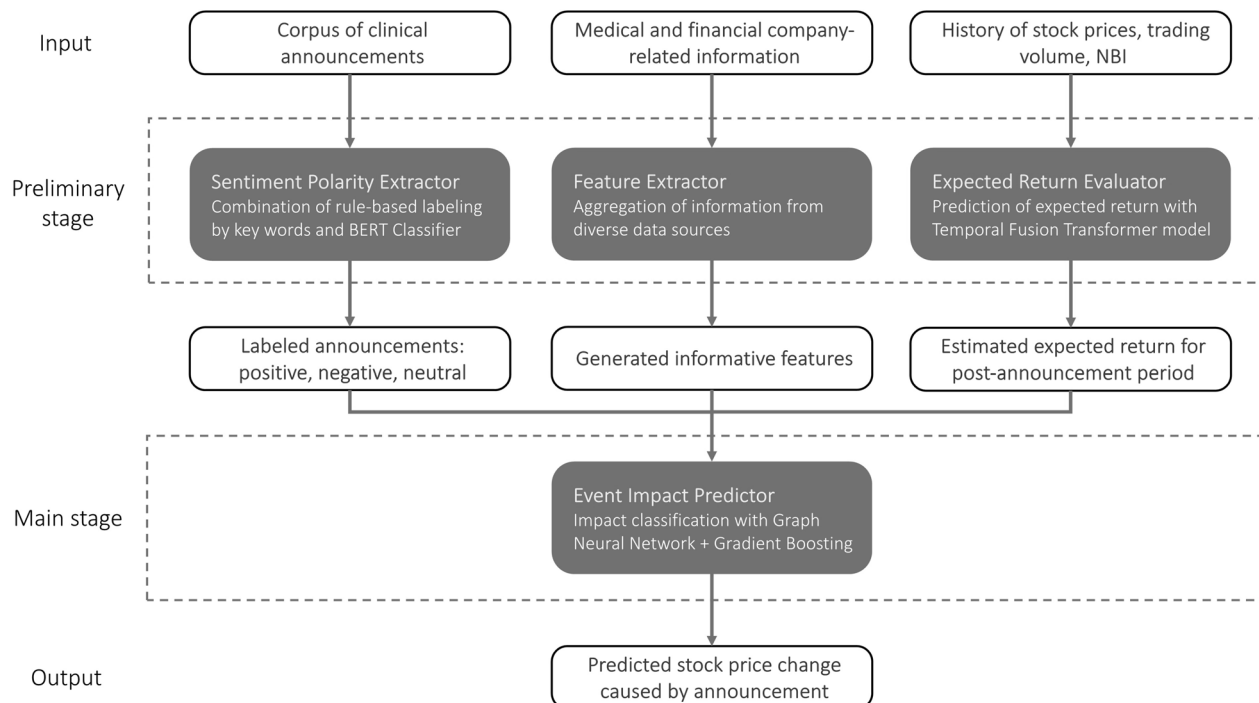 Input
Corpus of clinical
announcements
Medical and financial company-
related information
History of stock prices, trading
volume, NBI
Preliminary
stage
Sentiment Polarity Extractor
Combination of rule-based labeling
by key words and BERT Classifier
Feature Extractor
Aggregation of information from
diverse data sources
Expected Return Evaluator
Prediction of expected return with
Temporal Fusion Transformer model
Labeled announcements:
positive, negative, neutral
Generated informative features
Estimated expected return for
post-announcement period
Main stage
Event Impact Predictor
Impact classification with Graph
Neural Network + Gradient Boosting
Output
Predicted stock price change
caused by announcement